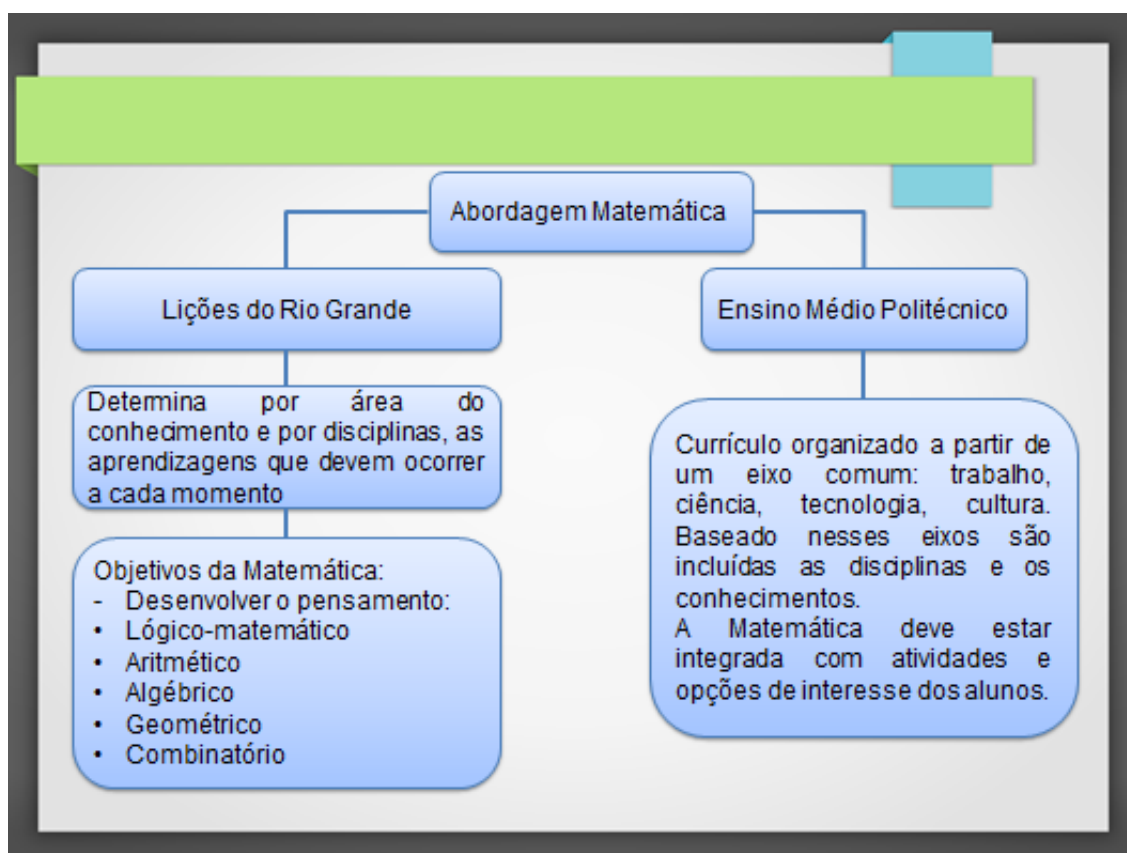 Abordagem Matemática
Lições do Rio Grande
Determina por área do
conhecimento e por disciplinas, as
aprendizagens que devem ocorrer
a cada momento
Objetivos da Matemática:
- Desenvolver o pensamento:
• Lógico-matemático
• Aritmético
• Algébrico
• Geométrico
• Combinatório
Ensino Médio Politécnico
Currículo organizado a partir de
um eixo comum: trabalho,
ciência, tecnologia, cultura.
Baseado nesses eixos são
incluídas as disciplinas e os
conhecimentos.
A Matemática deve estar
integrada com atividades e
opções de interesse dos alunos.